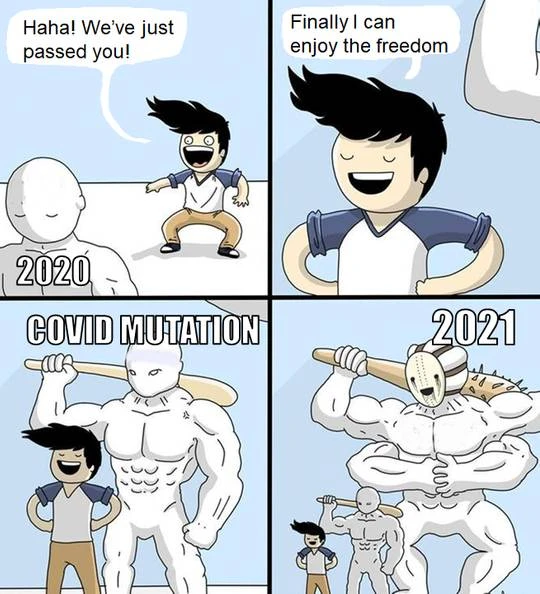 Haha! We've just
passed you!
Finally I can
enjoy the freedom
2020
COVID MUTATION
2021